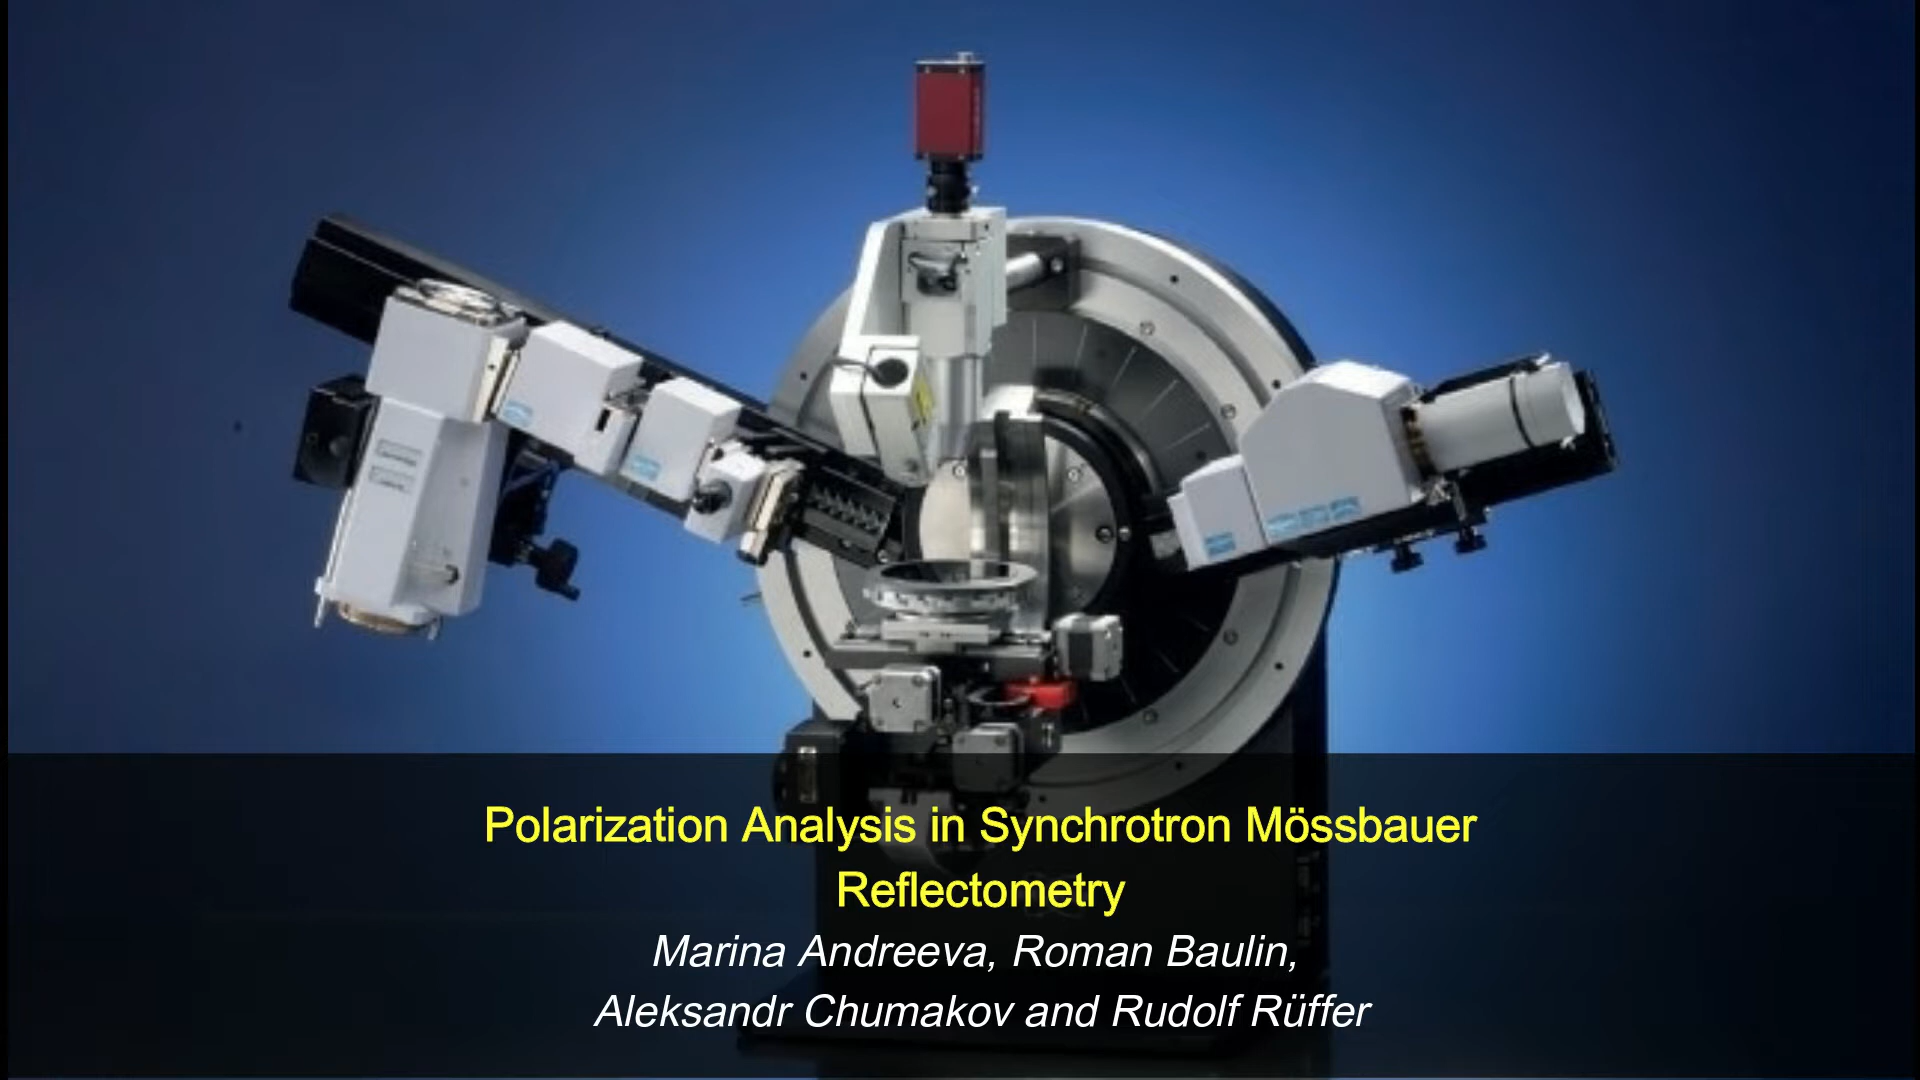 Polarization Analysis in Synchrotron Mössbauer
Reflectometry
Marina Andreeva, Roman Baulin,
Aleksandr Chumakov and Rudolf Rüffer